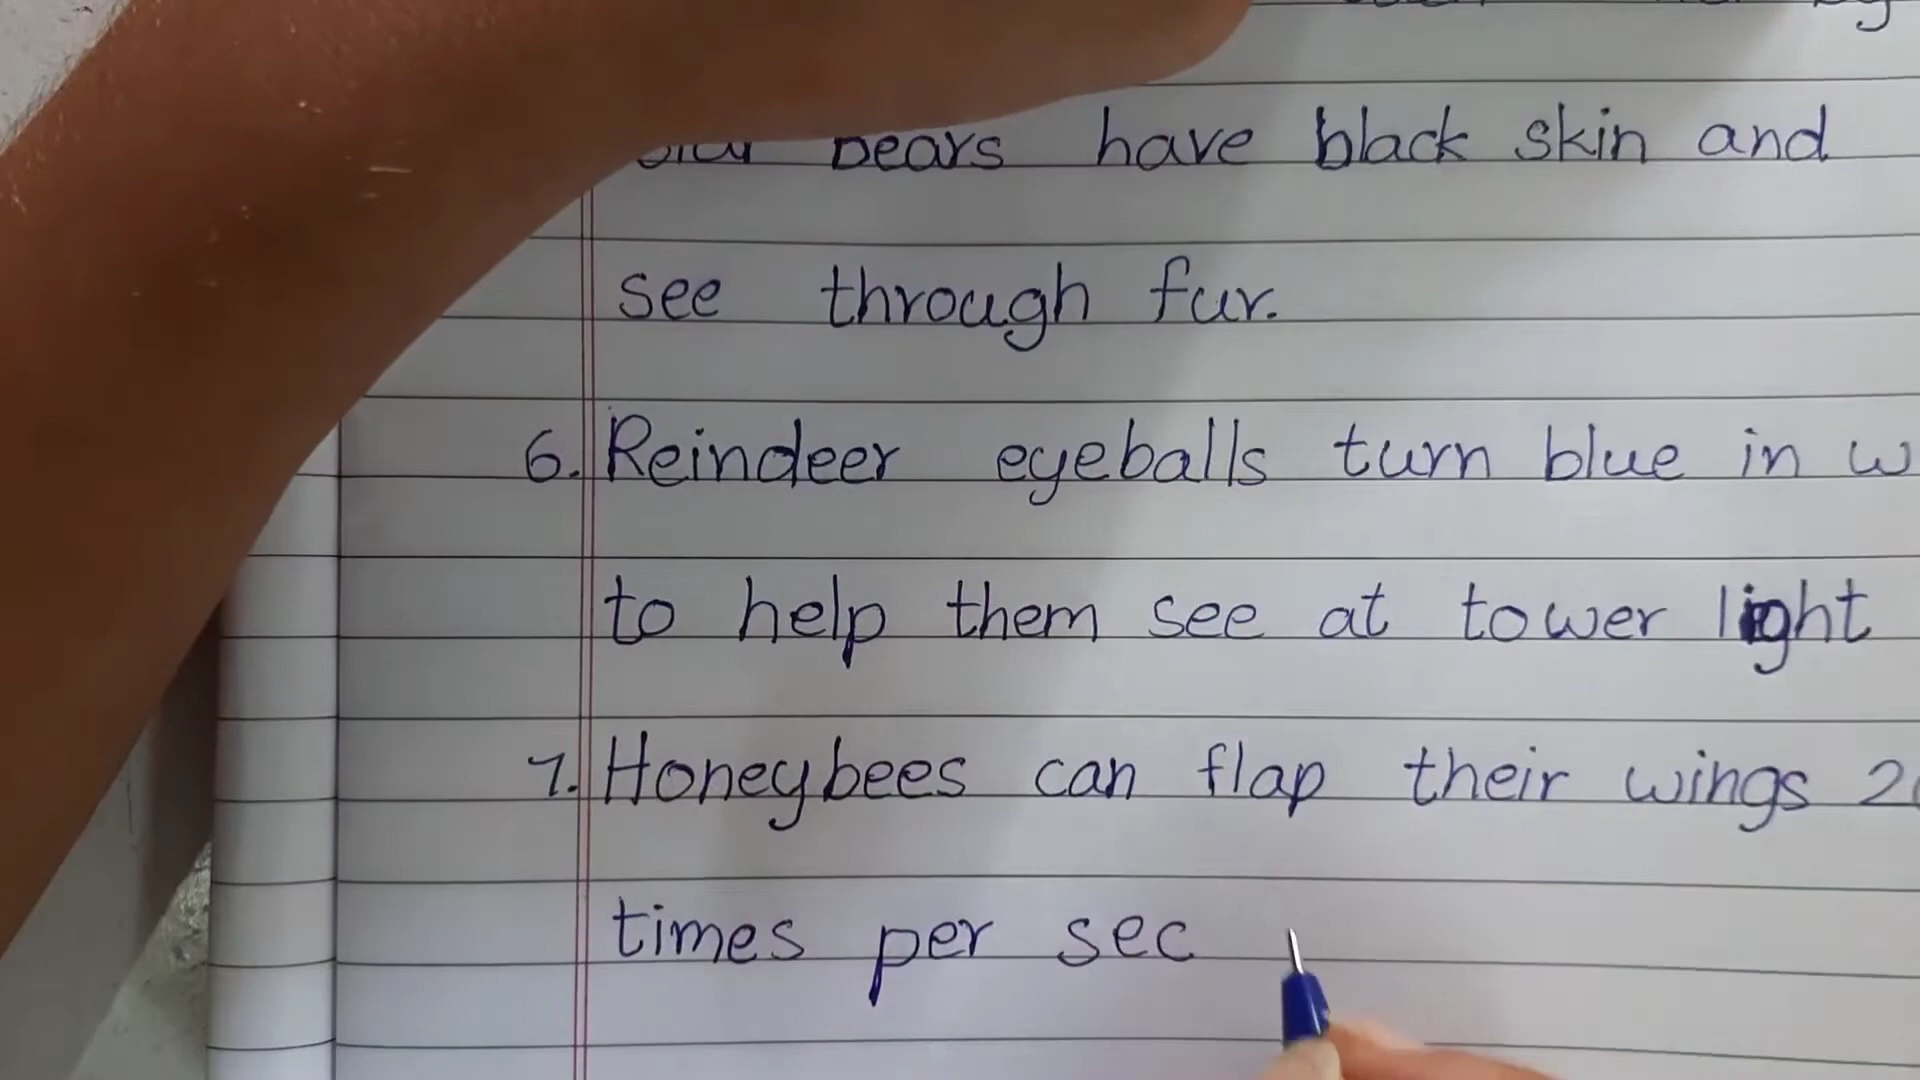 bears have black skin and
see through fur.
6. Reindeer eyeballs turn blue in
to help them see at tower light
7. Honeybees can flap their wings
times per sec